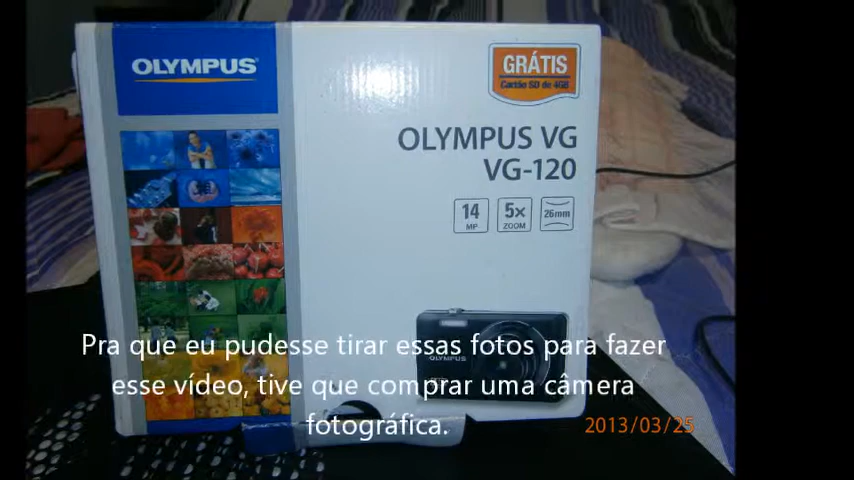 OLYMPUS
GRÁTIS
Cartão SD de 4GB
OLYMPUS VG
VG-120
14
MP
5x
ZOOM
26mm
OLYMPUS
Pra que eu pudesse tirar essas fotos para fazer
esse vídeo, tive que comprar uma câmera
fotográfica.
2013/03/25